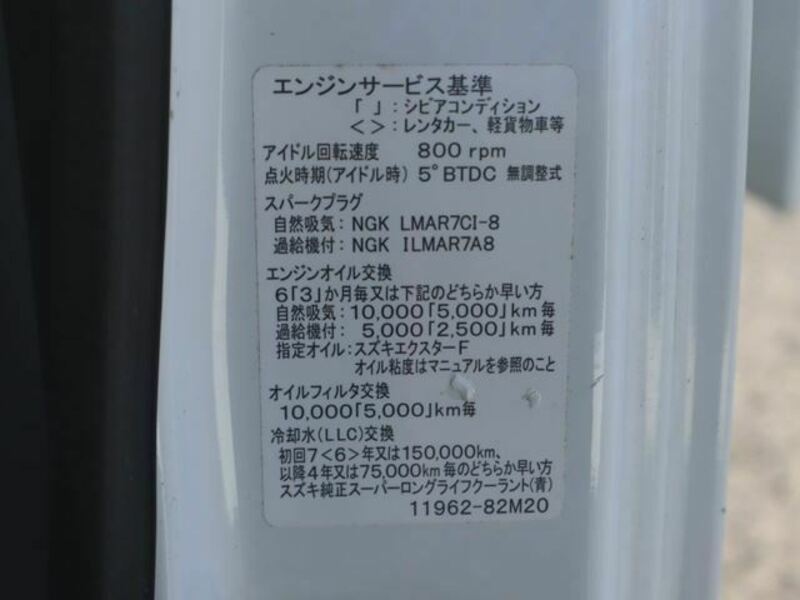 エンジンサービス基準
「 」：シビアコンディション
＜ ＞：レンタカー、軽貨物車等
アイドル回転速度 800 rpm
点火時期(アイドル時) 5°BTDC 無調整式
スパークプラグ
自然吸気：NGK LMAR7CI-8
過給機付：NGK ILMAR7A8
エンジンオイル交換
6「3」か月毎又は下記のどちらか早い方
自然吸気：10,000「5,000」km毎
過給機付： 5,000「2,500」km毎
指定オイル：スズキエクスターF
オイル粘度はマニュアルを参照のこと
オイルフィルタ交換
10,000「5,000」km毎
冷却水(LLC)交換
初回7＜6＞年又は150,000km、
以降4年又は75,000km毎のどちらか早い方
スズキ純正スーパーロングライフクーラント(青)
11962-82M20